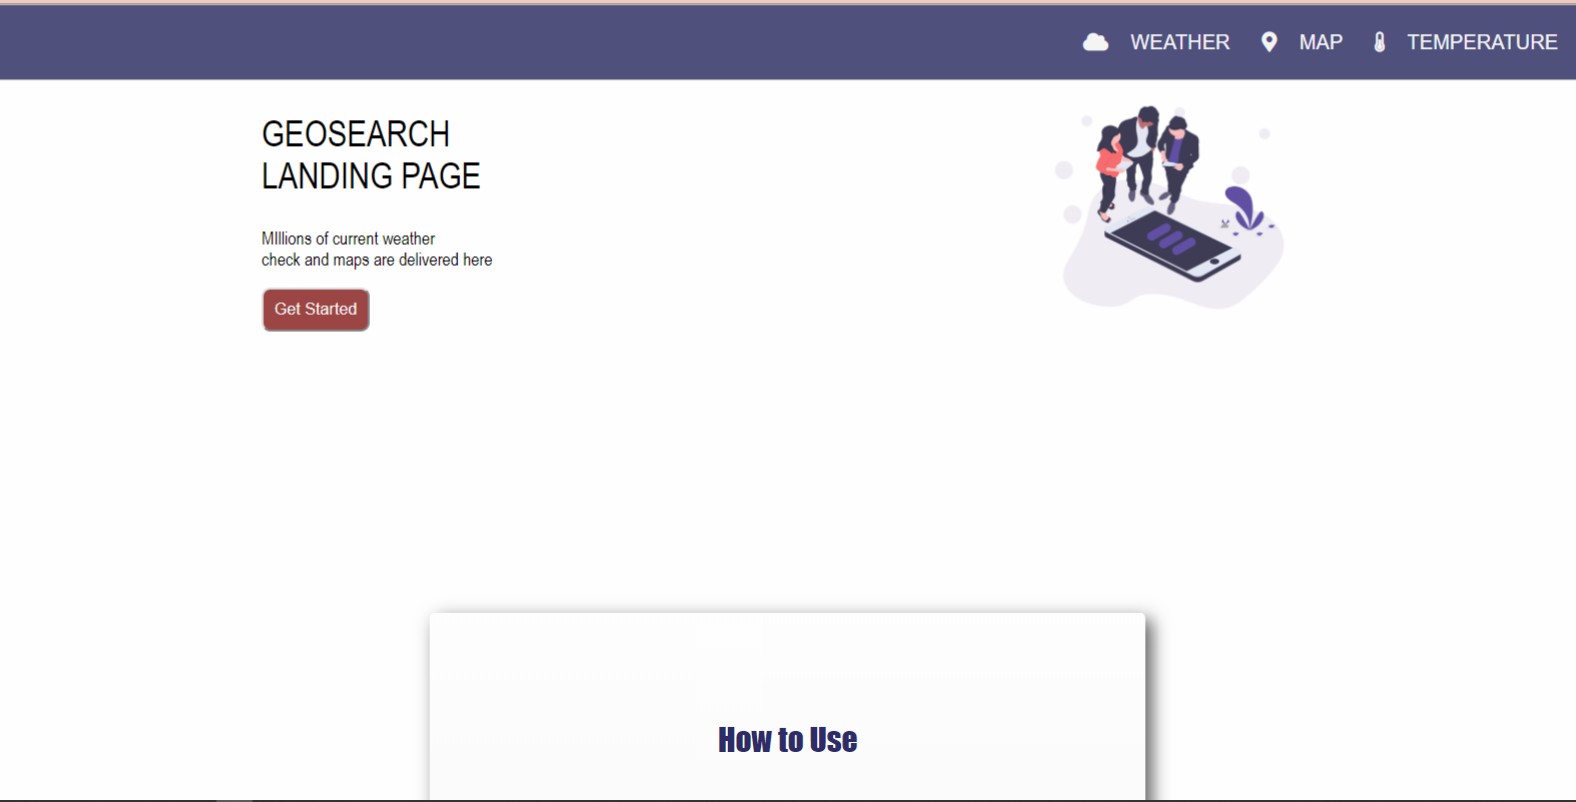 WEATHER MAP TEMPERATURE
GEOSEARCH
LANDING PAGE
MIllions of current weather
check and maps are delivered here
Get Started
How to Use